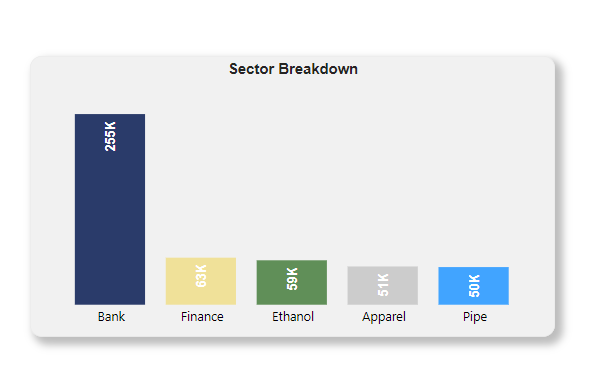 Sector Breakdown
255K
63K
59K
51K
50K
Bank Finance Ethanol Apparel Pipe